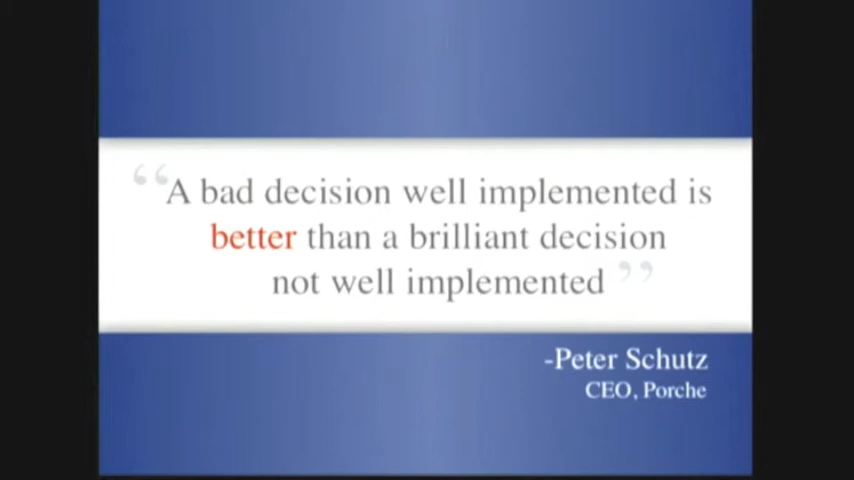 “A bad decision well implemented is
better than a brilliant decision
not well implemented”
-Peter Schutz
CEO, Porche